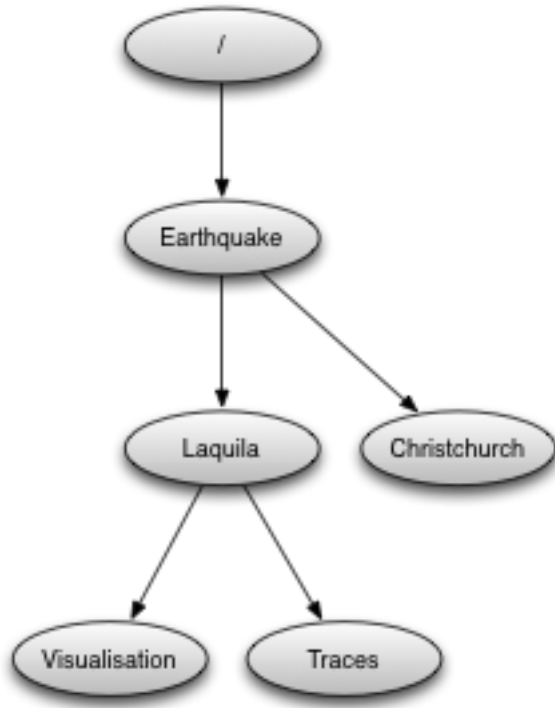 /
Earthquake
Laquila
Christchurch
Visualisation
Traces